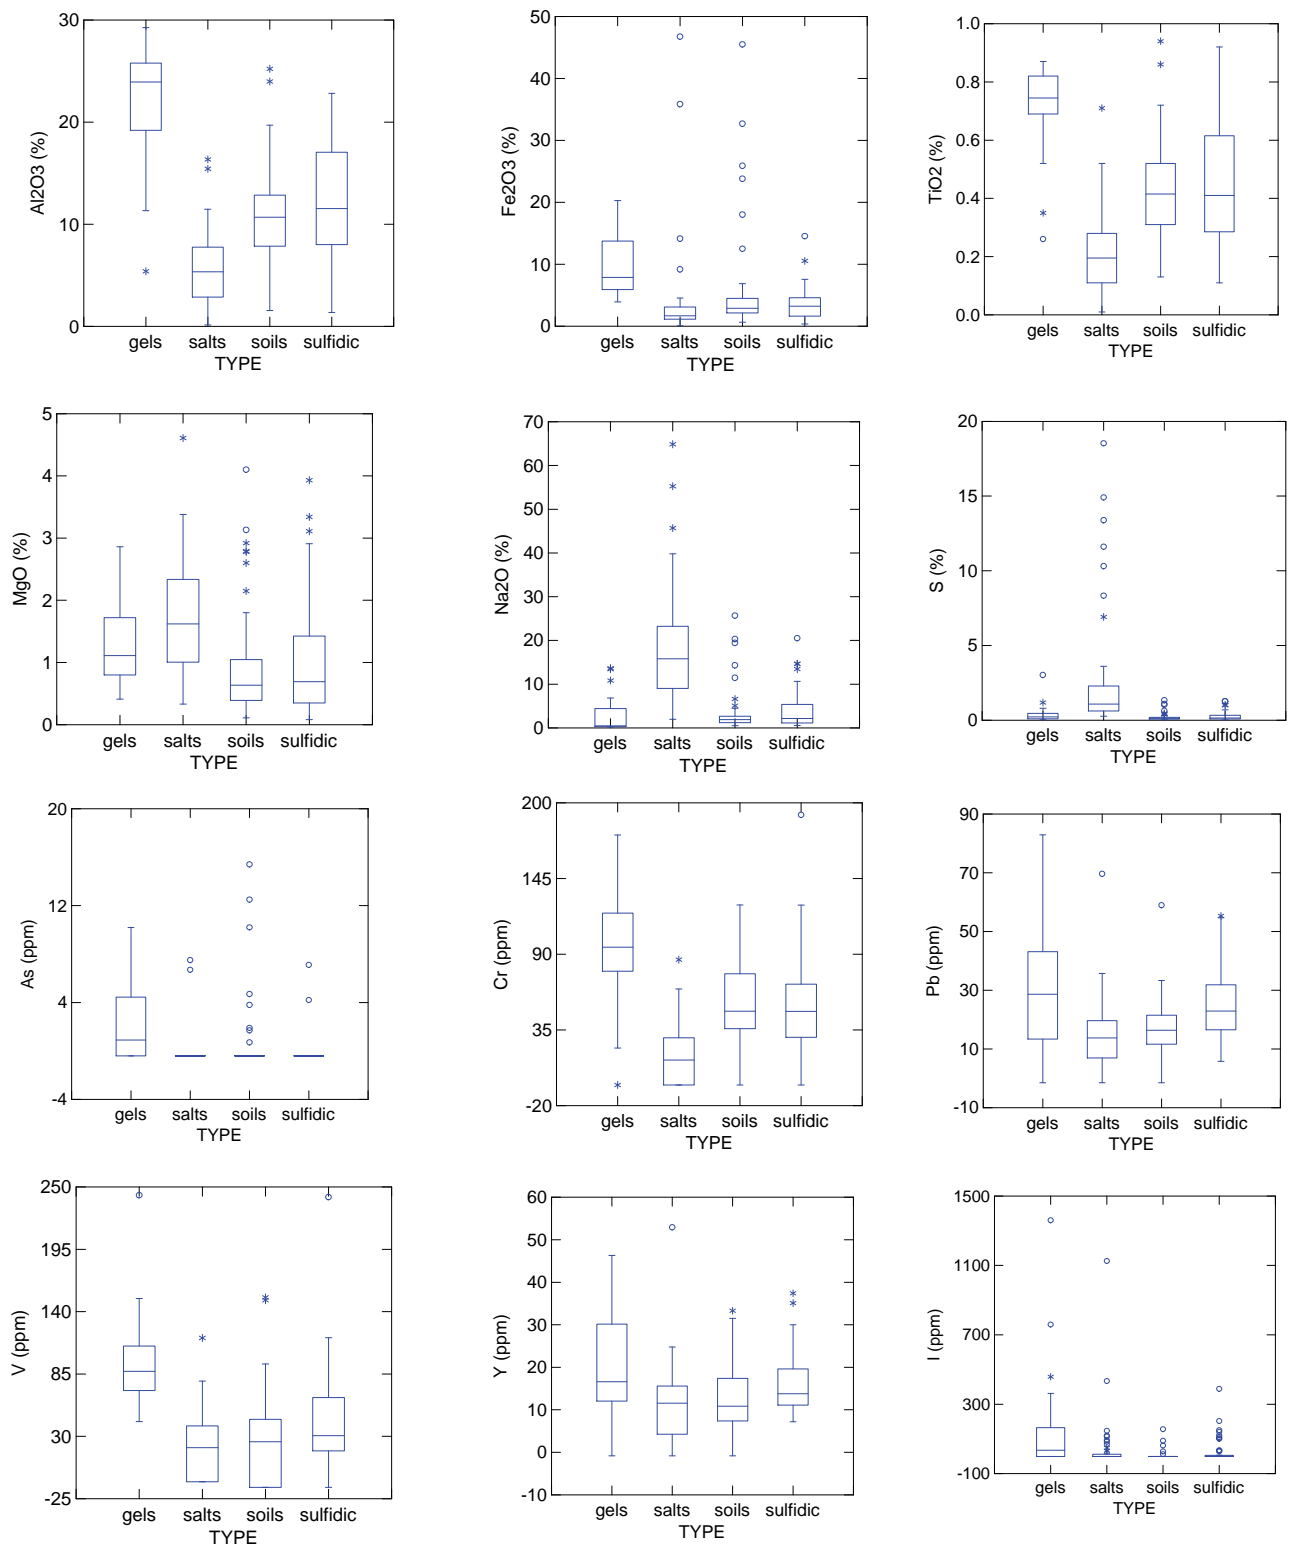 30
20
10
0
Al2O3 (%)
gels salts soils sulfidic
TYPE
50
40
30
20
10
0
Fe2O3 (%)
gels salts soils sulfidic
TYPE
1.0
0.8
0.6
0.4
0.2
0.0
TiO2 (%)
gels salts soils sulfidic
TYPE
5
4
3
2
1
0
MgO (%)
gels salts soils sulfidic
TYPE
70
60
50
40
30
20
10
0
Na2O (%)
gels salts soils sulfidic
TYPE
20
15
10
5
0
S (%)
gels salts soils sulfidic
TYPE
20
12
4
-4
As (ppm)
gels salts soils sulfidic
TYPE
200
145
90
35
-20
Cr (ppm)
gels salts soils sulfidic
TYPE
90
70
50
30
10
-10
Pb (ppm)
gels salts soils sulfidic
TYPE
250
195
140
85
30
-25
V (ppm)
gels salts soils sulfidic
TYPE
60
50
40
30
20
10
0
-10
Y (ppm)
gels salts soils sulfidic
TYPE
1500
1100
700
300
-100
I (ppm)
gels salts soils sulfidic
TYPE